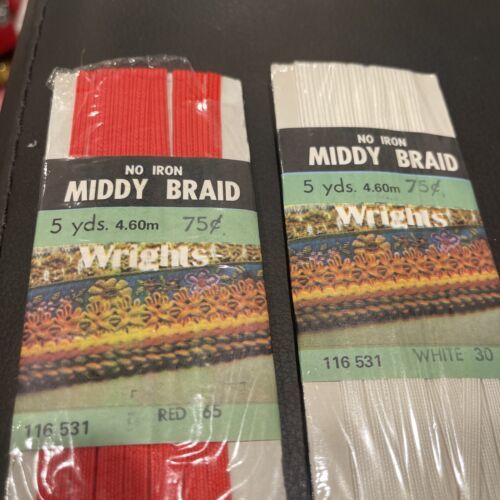 NO IRON
MIDDY BRAID
5 yds. 4.60m 75¢
Wrights
RED 65
116 531
NO IRON
MIDDY BRAID
5 yds. 4.60m 75¢
Wrights
116 531 WHITE 30